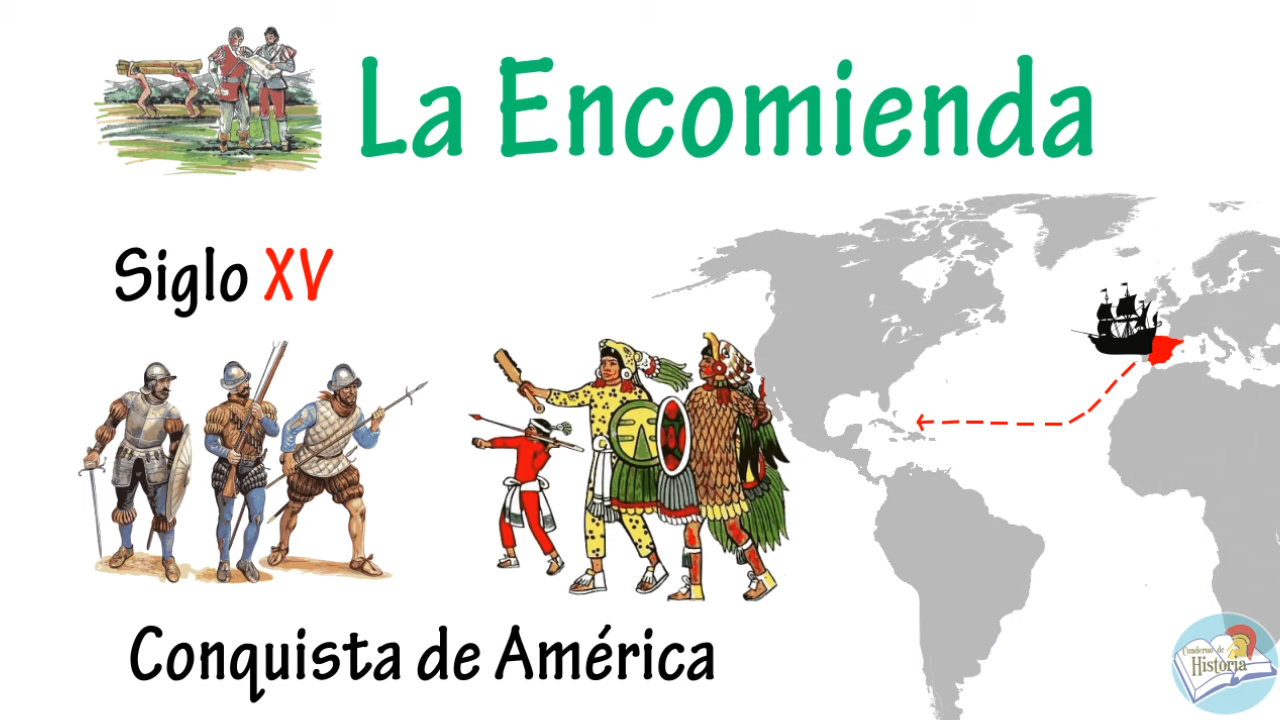 La Encomienda
Siglo XV
Conquista de América
Cuaderno de
Historia